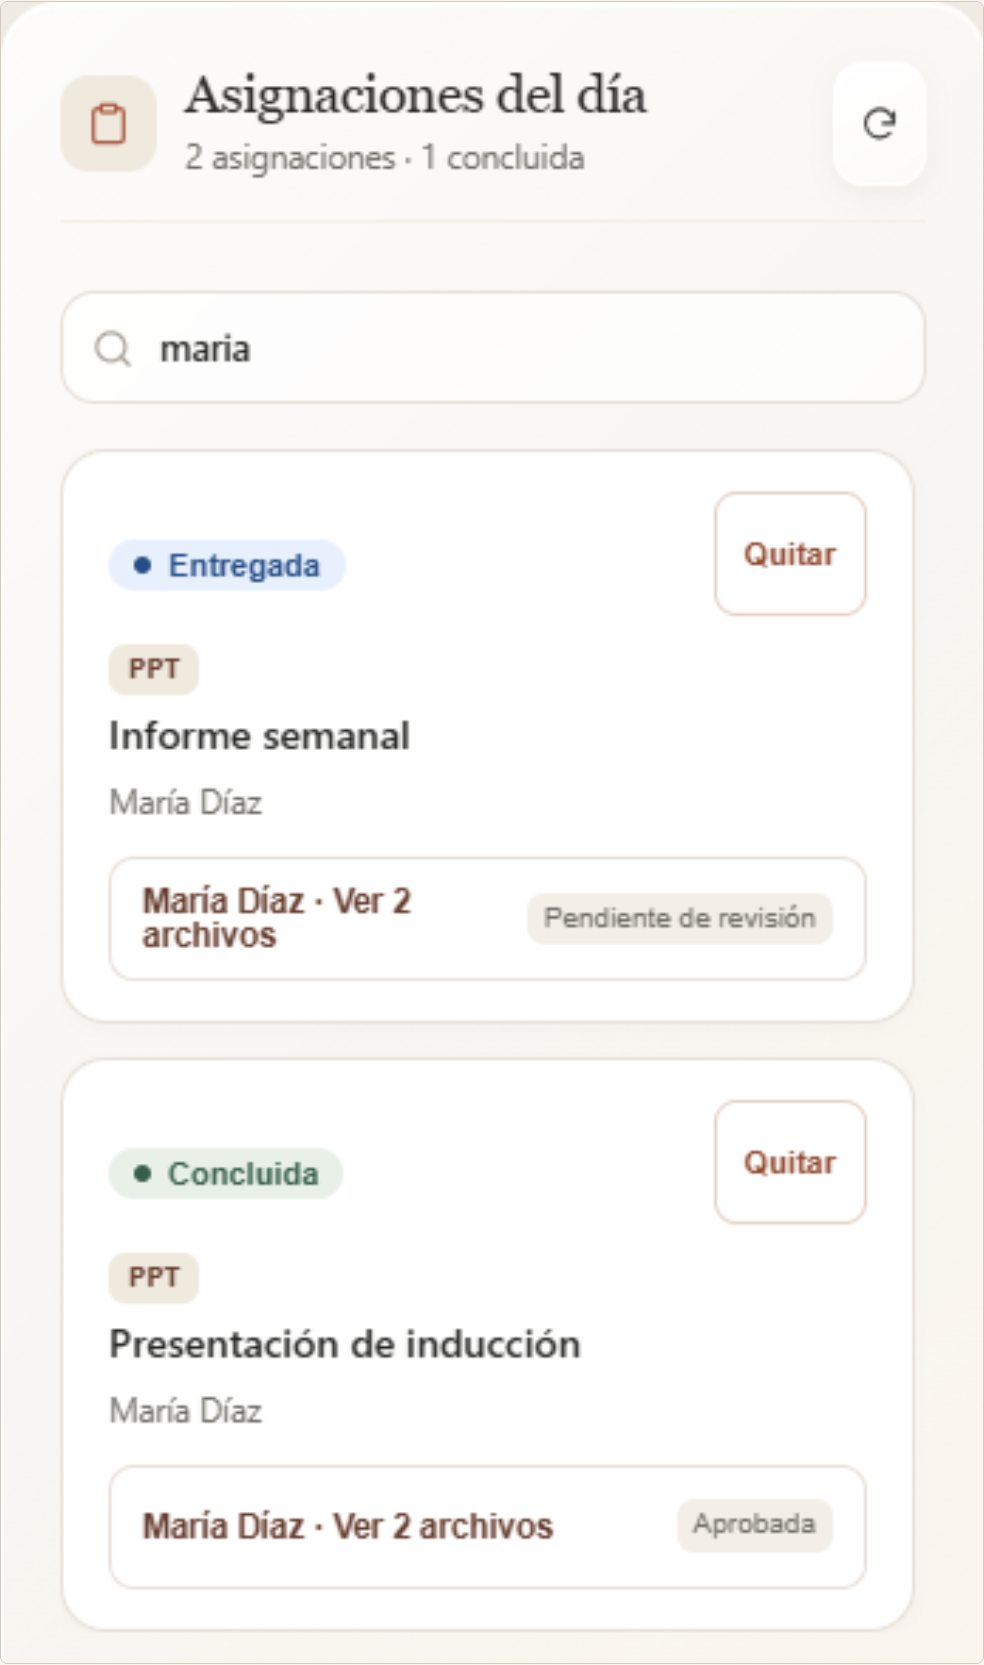 Asignaciones del día
2 asignaciones · 1 concluida
maria
Entregada
Quitar
PPT
Informe semanal
María Díaz
María Díaz · Ver 2
archivos
Pendiente de revisión
Concluida
Quitar
PPT
Presentación de inducción
María Díaz
María Díaz · Ver 2 archivos
Aprobada